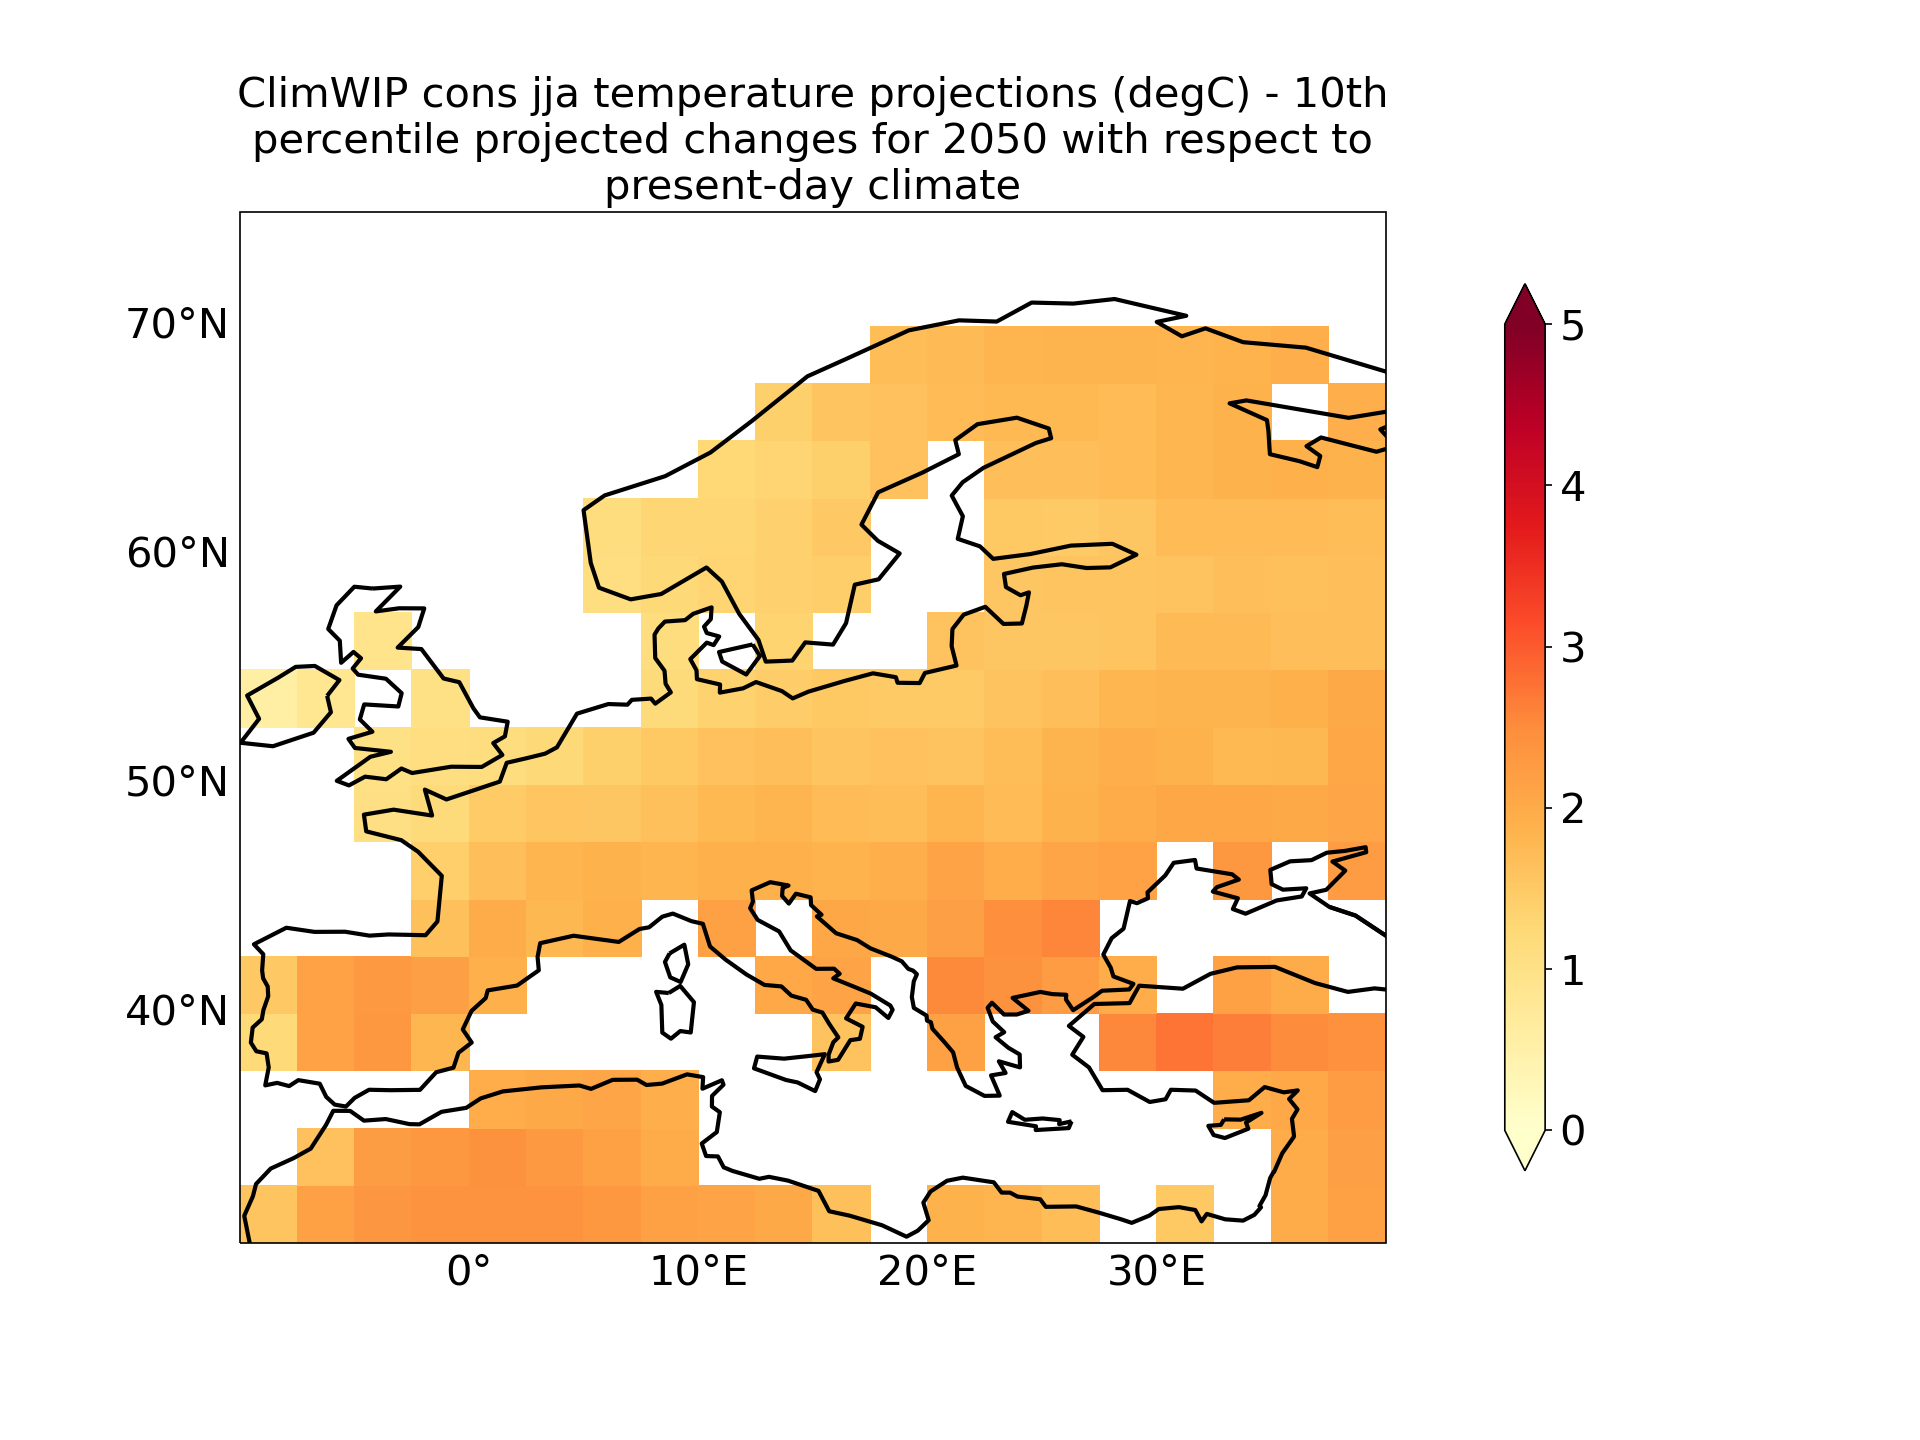 ClimWIP cons jja temperature projections (degC) - 10th
percentile projected changes for 2050 with respect to
present-day climate
70°N
60°N
50°N
40°N
0°
10°E
20°E
30°E
5
4
3
2
1
0